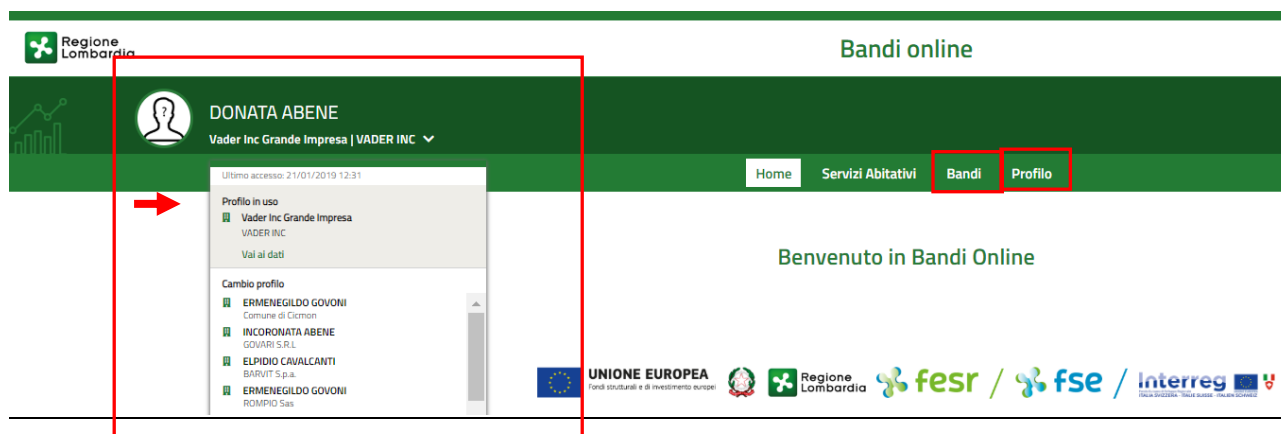 Regione
Lombardia
Bandi online
DONATA ABENE
Vader Inc Grande Impresa | VADER INC
Home Servizi Abitativi Bandi Profilo
Ultimo accesso: 21/01/2019 12:31
Profilo in uso
Vader Inc Grande Impresa
VADER INC
Vai ai dati
Benvenuto in Bandi Online
Cambio profilo
ERMENEGILDO GOVONI
Comune di Cicmon
INCORONATA ABENE
GOVARI S.R.L
ELPIDIO CAVALCANTI
BARVIT S.p.a.
ERMENEGILDO GOVONI
ROMPIO Sas
UNIONE EUROPEA
Fondi strutturali e di investimento europei
Regione
Lombardia
fesr / fse / Interreg